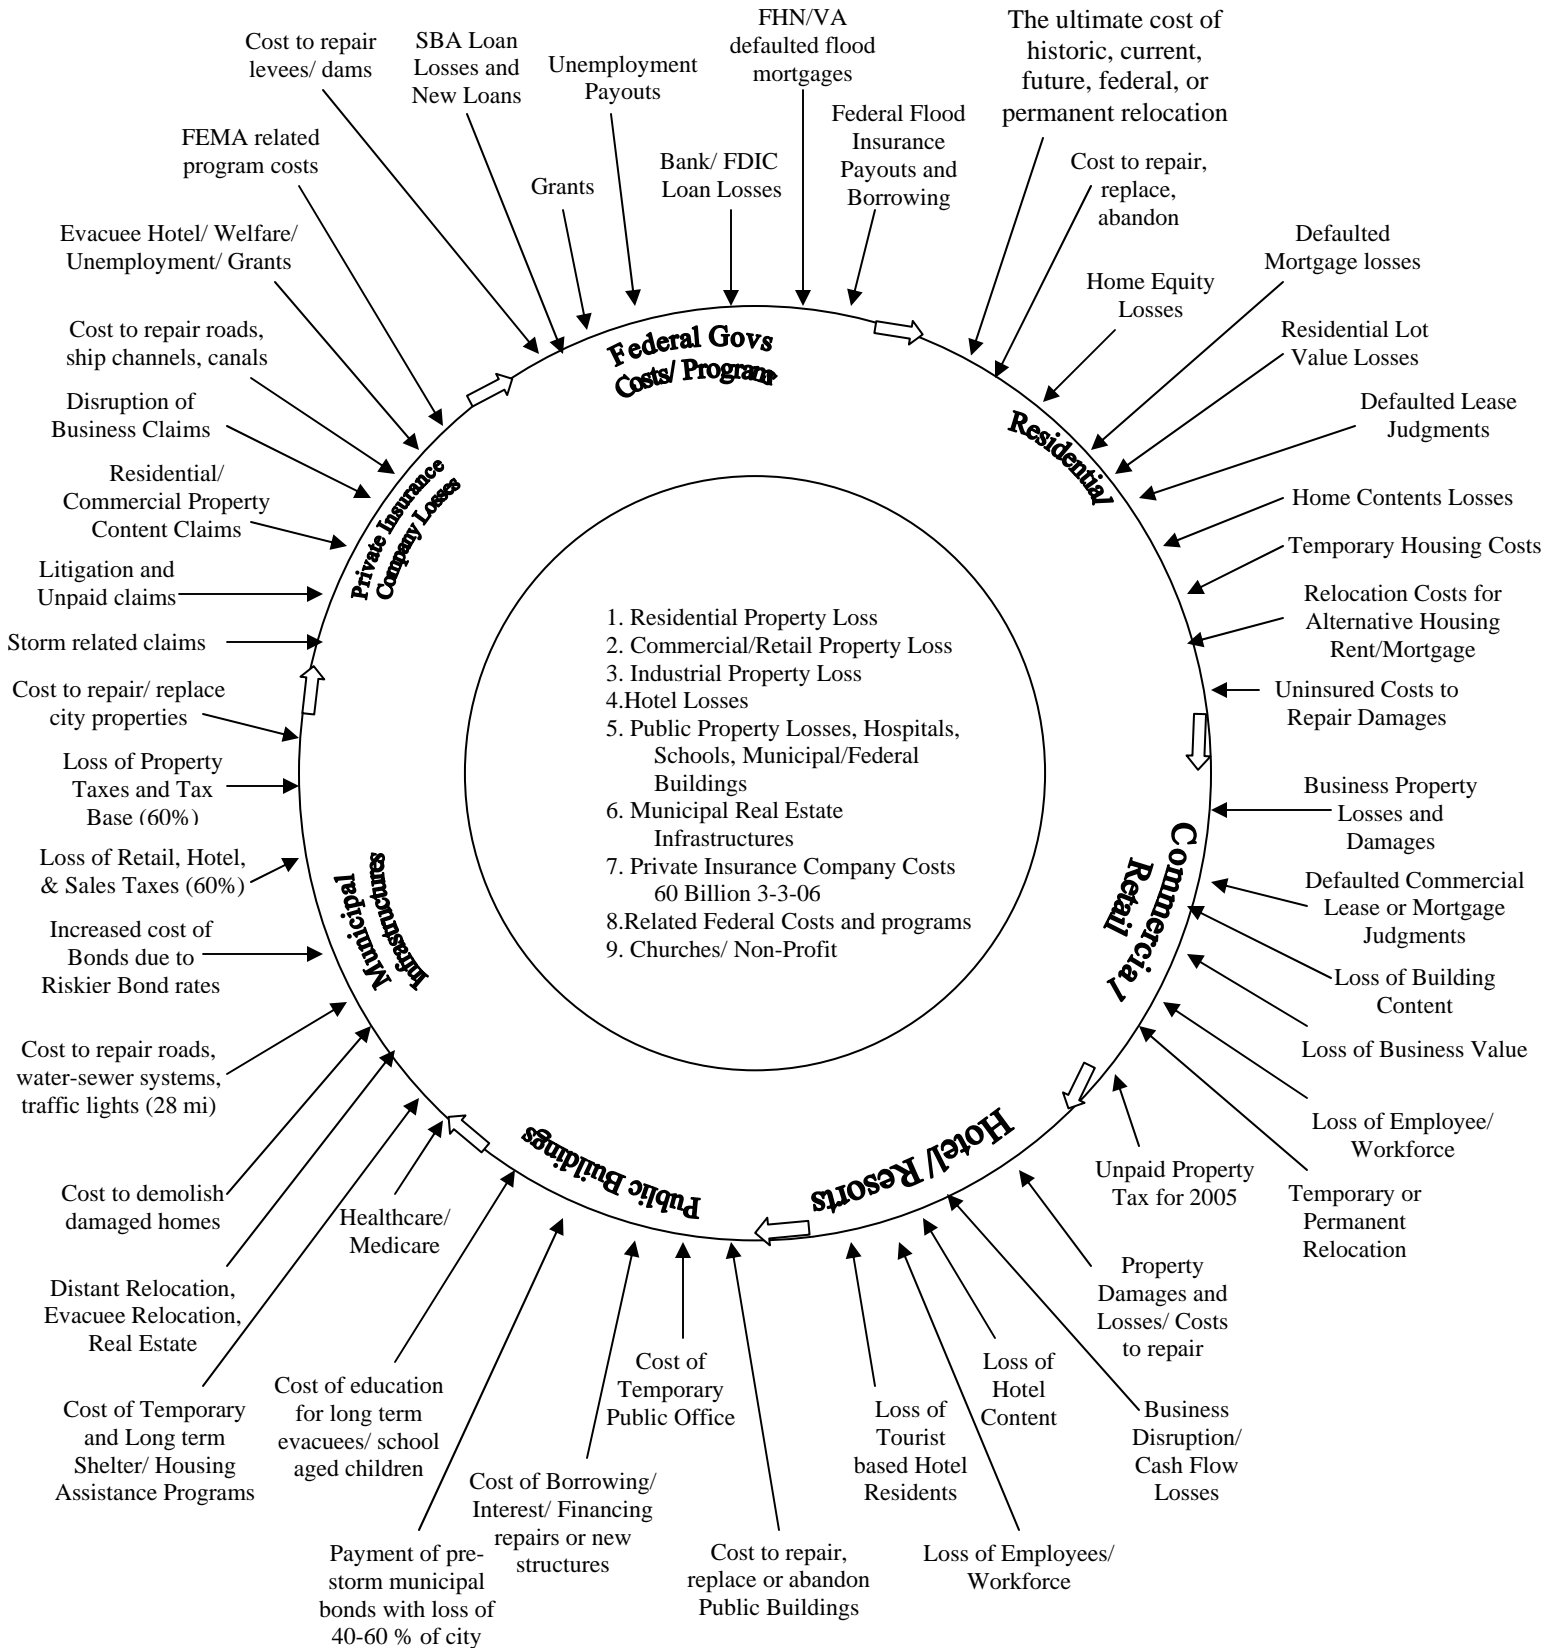 FHN/VA
defaulted flood
mortgages
The ultimate cost of
historic, current,
future, federal, or
permanent relocation
Cost to repair
levees/ dams
SBA Loan
Losses and
New Loans
Unemployment
Payouts
Federal Flood
Insurance
Payouts and
Borrowing
FEMA related
program costs
Grants
Bank/ FDIC
Loan Losses
Cost to repair,
replace,
abandon
Evacuee Hotel/ Welfare/
Unemployment/ Grants
Defaulted
Mortgage losses
Home Equity
Losses
Cost to repair roads,
ship channels, canals
Federal Govs
Costs/ Program
Residential Lot
Value Losses
Disruption of
Business Claims
Residential/
Defaulted Lease
Judgments
Residential/
Commercial Property
Content Claims
Private Insurance
Company Losses
Home Contents Losses
Temporary Housing Costs
Litigation and
Unpaid claims
Relocation Costs for
Alternative Housing
Rent/Mortgage
Storm related claims
Cost to repair/ replace
city properties
Uninsured Costs to
Repair Damages
1. Residential Property Loss
2. Commercial/Retail Property Loss
3. Industrial Property Loss
4.Hotel Losses
5. Public Property Losses, Hospitals,
Schools, Municipal/Federal
Buildings
6. Municipal Real Estate
Infrastructures
7. Private Insurance Company Costs
60 Billion 3-3-06
8.Related Federal Costs and programs
9. Churches/ Non-Profit
Loss of Property
Taxes and Tax
Base (60%)
Business Property
Losses and
Damages
Loss of Retail, Hotel,
& Sales Taxes (60%)
Municipal
Infrastructures
Commercial/
Retail
Defaulted Commercial
Lease or Mortgage
Judgments
Increased cost of
Bonds due to
Riskier Bond rates
Loss of Building
Content
Cost to repair roads,
water-sewer systems,
traffic lights (28 mi)
Loss of Business Value
Loss of Employee/
Workforce
Hotel/ Resorts
Public Buildings
Unpaid Property
Tax for 2005
Cost to demolish
damaged homes
Healthcare/
Medicare
Temporary or
Permanent
Relocation
Distant Relocation,
Evacuee Relocation,
Real Estate
Property
Damages and
Losses/ Costs
to repair
Cost of Temporary
and Long term
Shelter/ Housing
Assistance Programs
Cost of education
for long term
evacuees/ school
aged children
Cost of
Temporary
Public Office
Loss of
Hotel
Content
Loss of
Tourist
based Hotel
Residents
Business
Disruption/
Cash Flow
Losses
Cost of Borrowing/
Interest/ Financing
repairs or new
structures
Payment of pre-
storm municipal
bonds with loss of
40-60 % of city
Cost to repair,
replace or abandon
Public Buildings
Loss of Employees/
Workforce